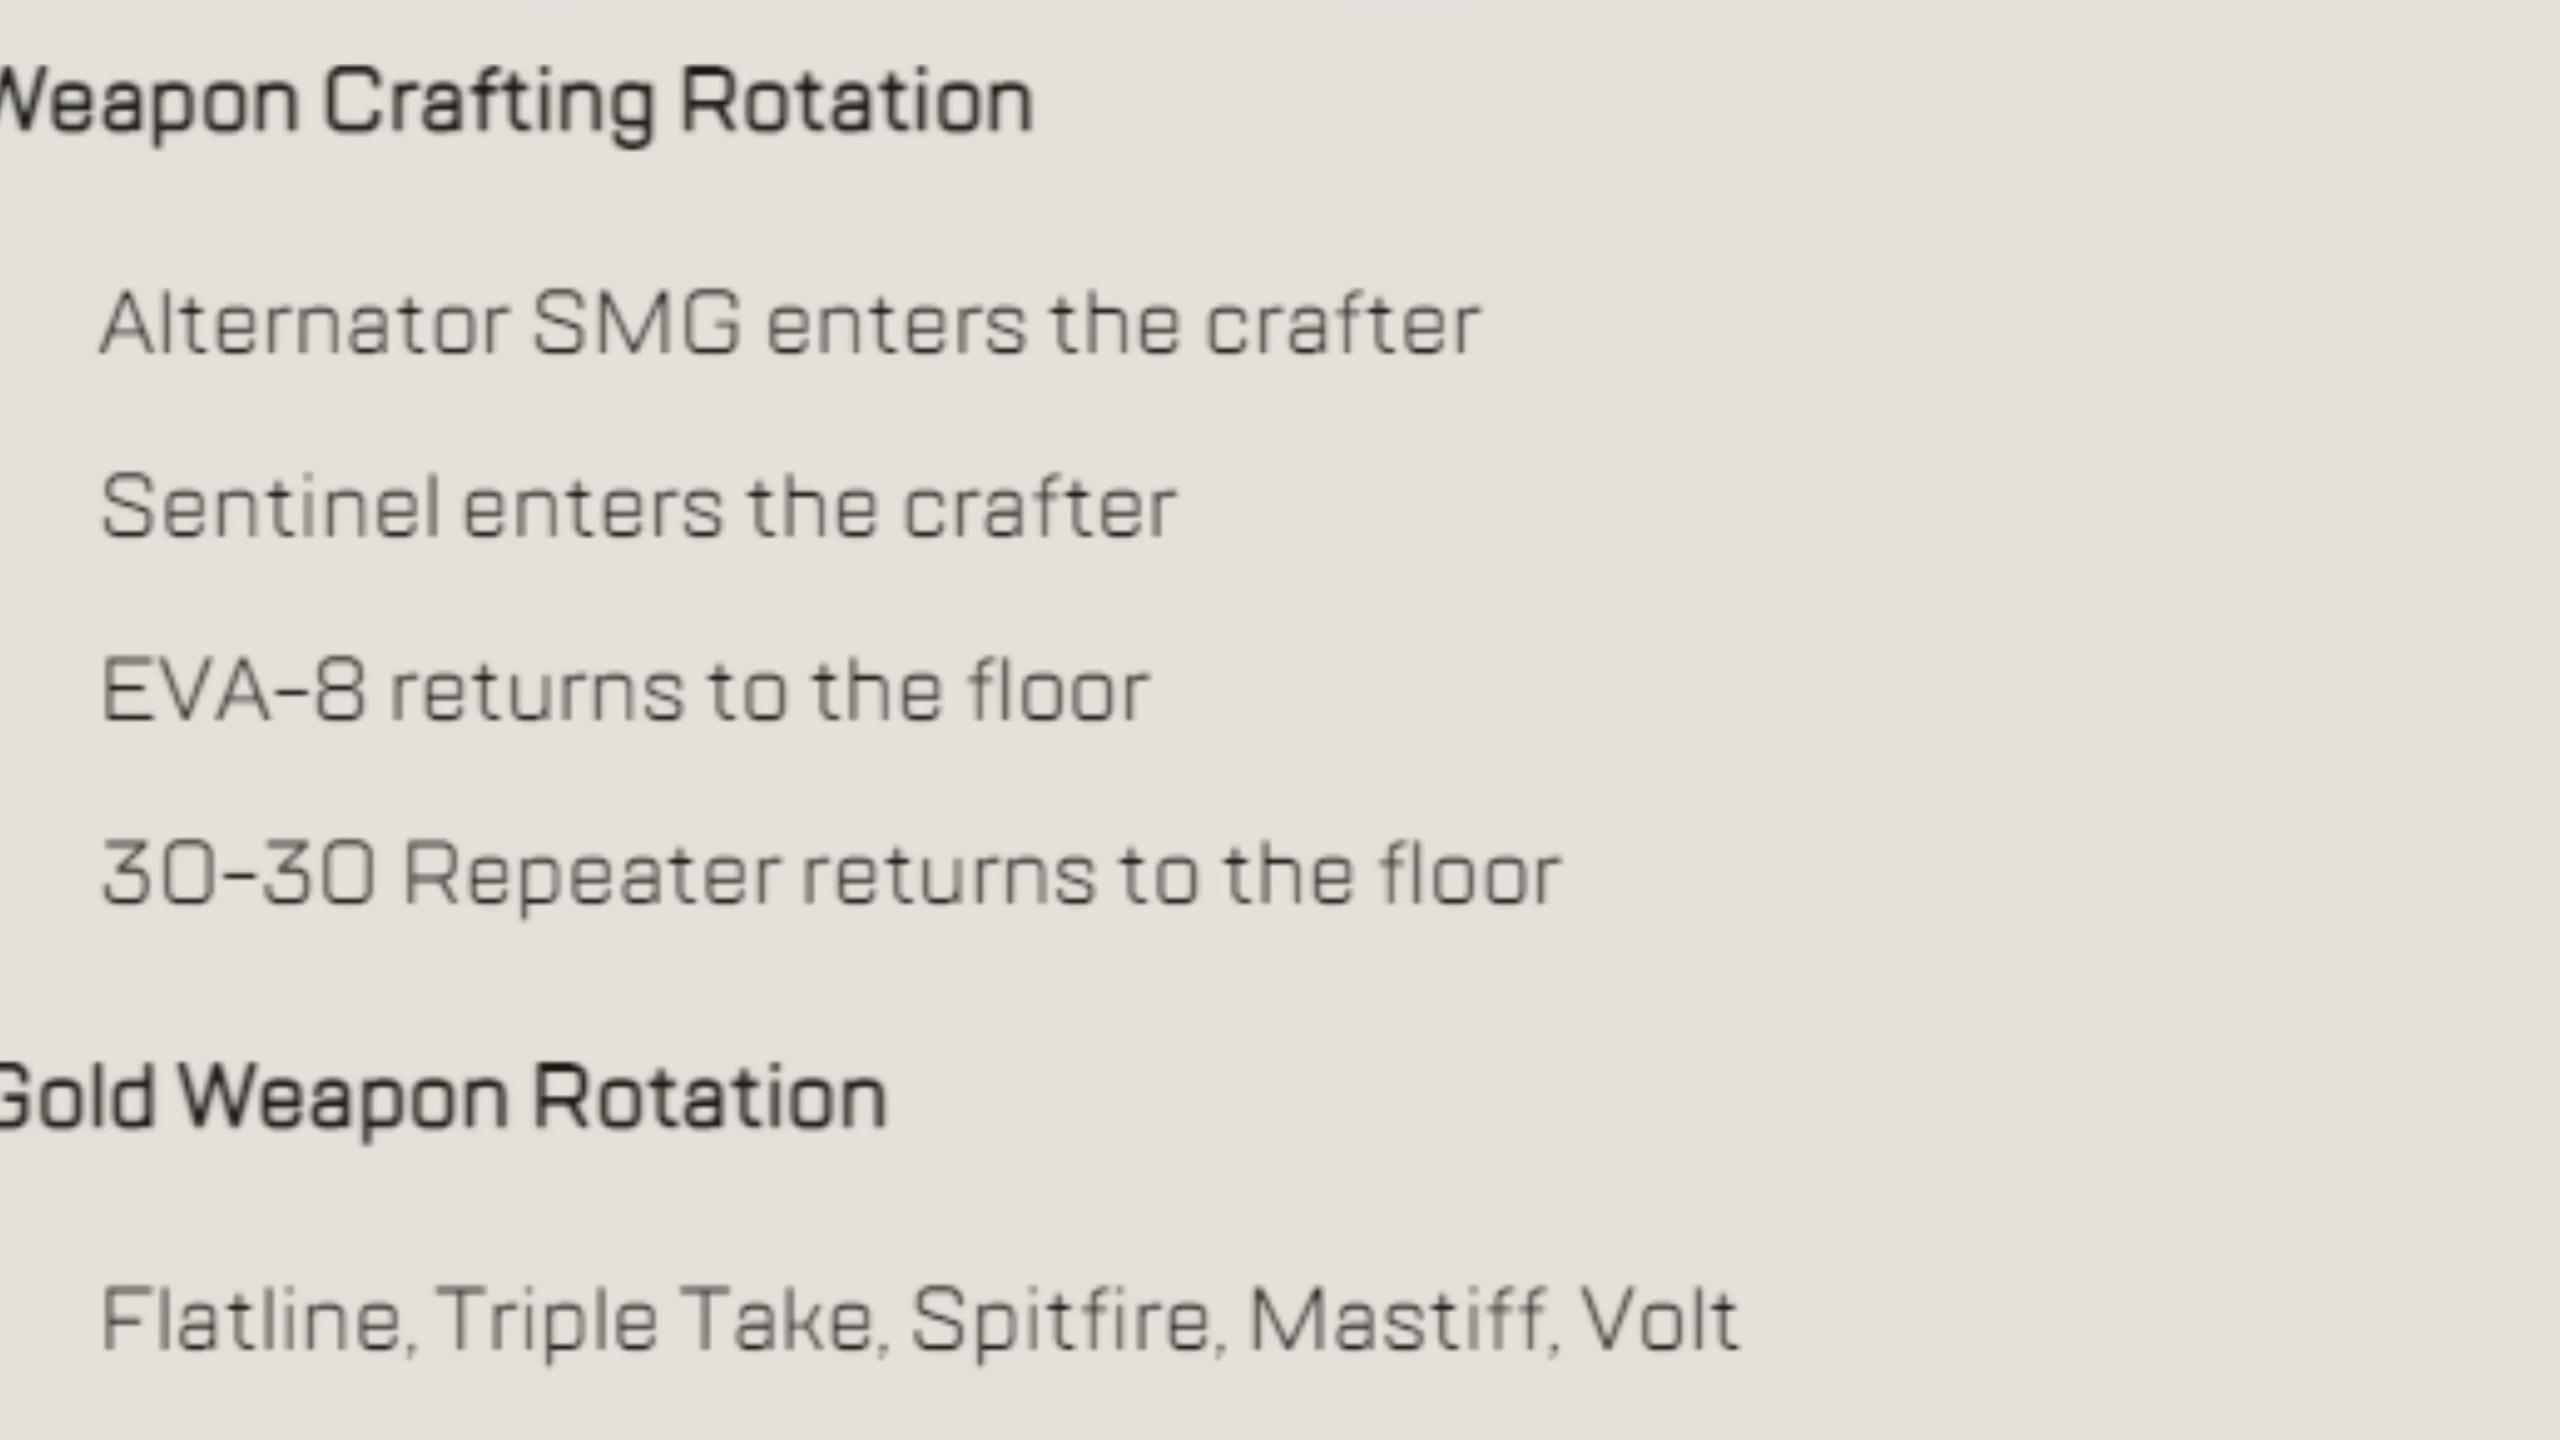 Weapon Crafting Rotation
Alternator SMG enters the crafter
Sentinel enters the crafter
EVA-8 returns to the floor
30-30 Repeater returns to the floor
Gold Weapon Rotation
Flatline, Triple Take, Spitfire, Mastiff, Volt